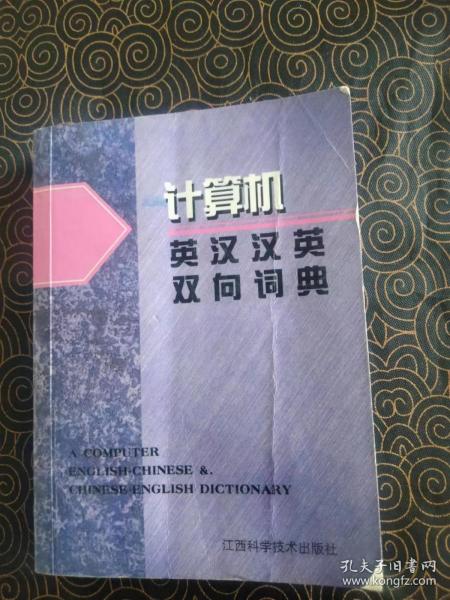 计算机
英汉汉英
双向词典
A COMPUTER
ENGLISH-CHINESE &.
CHINESE-ENGLISH DICTIONARY
江西科学技术出版社
孔夫子旧书网
www.kongfz.com